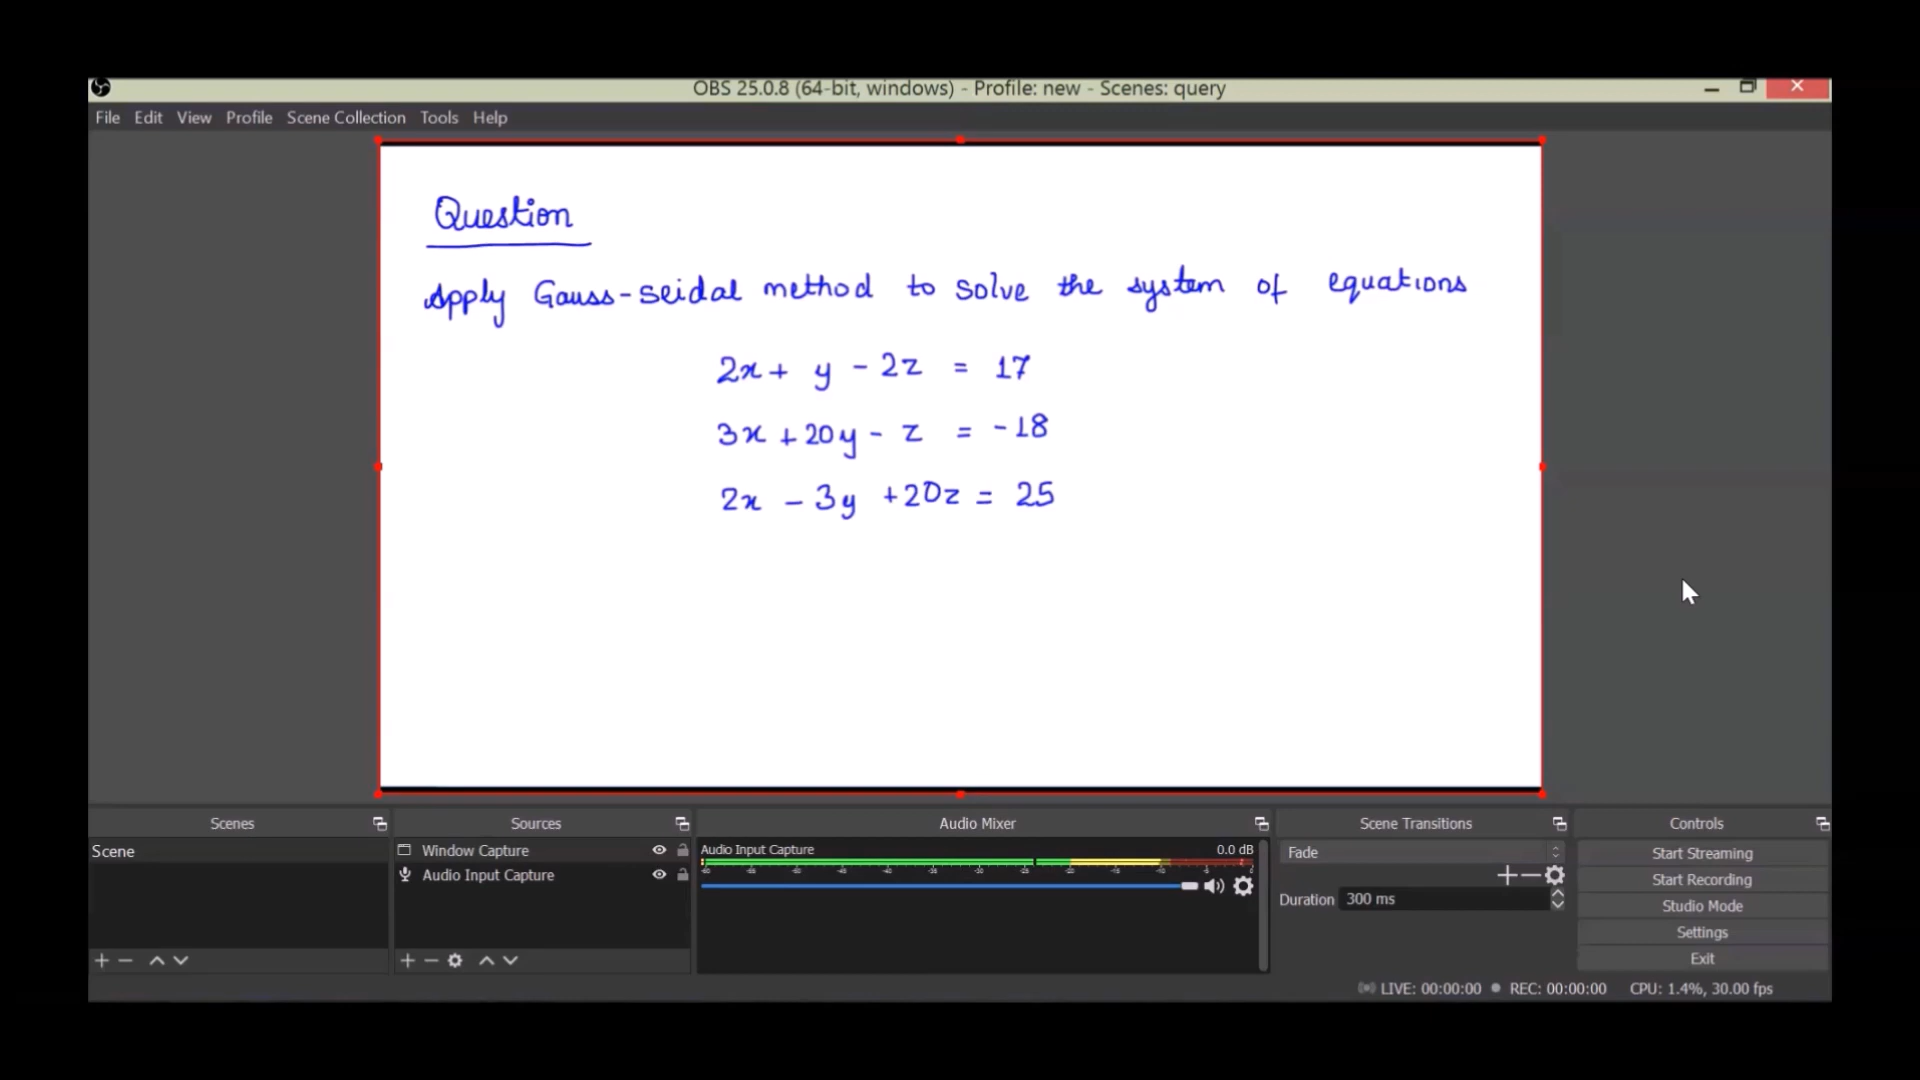 OBS 25.0.8 (64-bit, windows) - Profile: new - Scenes: query
File Edit View Profile Scene Collection Tools Help
Question
Apply Gauss-Seidal method to solve the system of equations
2x + y - 2z = 17
3x + 20y - z = -18
2x - 3y + 20z = 25
Scenes
Scene
Sources
Window Capture
Audio Input Capture
Audio Mixer
Audio Input Capture 0.0 dB
Scene Transitions
Fade
Duration 300 ms
Controls
Start Streaming
Start Recording
Studio Mode
Settings
Exit
LIVE: 00:00:00 REC: 00:00:00 CPU: 1.4%, 30.00 fps